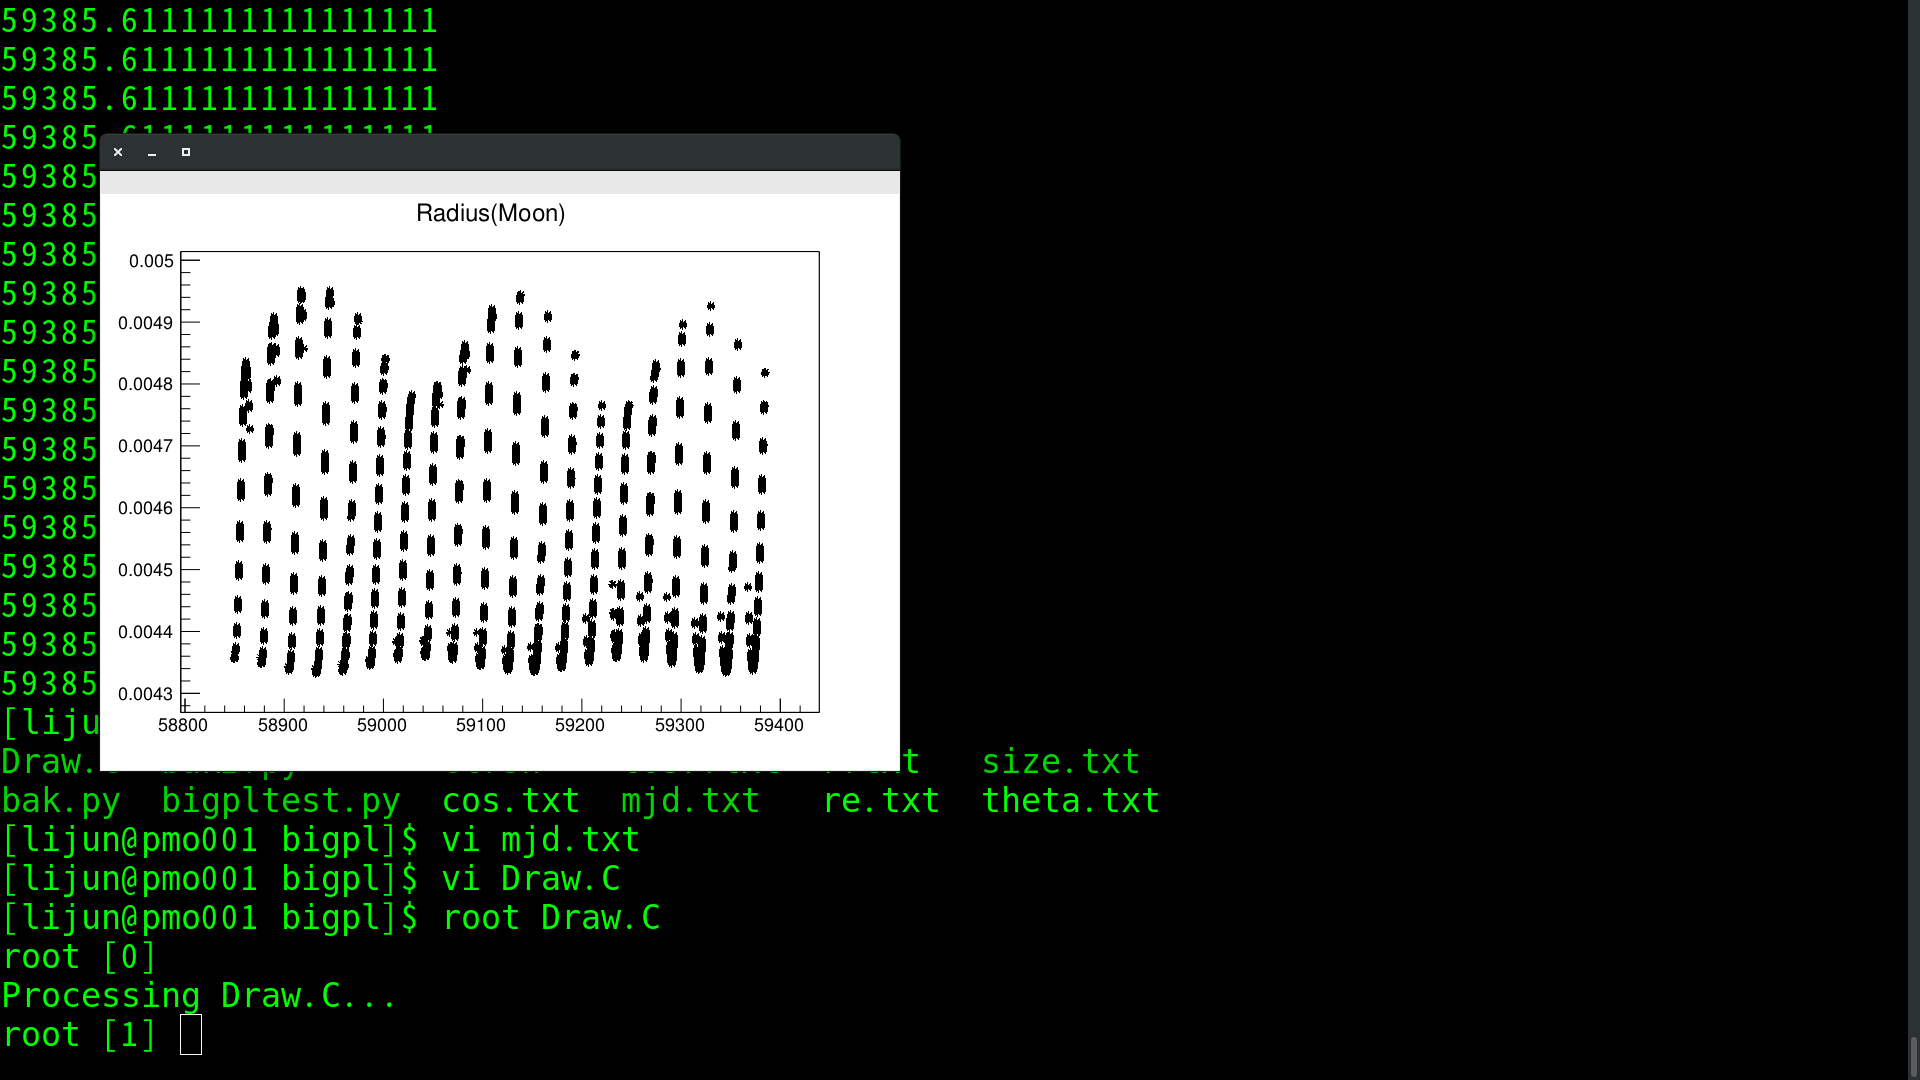 59385.6111111111111111
59385.6111111111111111
59385.6111111111111111
59385.6111111111111111
59385
59385
59385
59385
59385
59385
59385
59385
59385
59385
59385
59385
59385
59385
Radius(Moon)
0.005
0.0049
0.0048
0.0047
0.0046
0.0045
0.0044
0.0043
58800 58900 59000 59100 59200 59300 59400
[liju
Draw. size.txt
bak.py bigpltest.py cos.txt mjd.txt re.txt theta.txt
[lijun@pmo001 bigpl]$ vi mjd.txt
[lijun@pmo001 bigpl]$ vi Draw.C
[lijun@pmo001 bigpl]$ root Draw.C
root [0]
Processing Draw.C...
root [1]